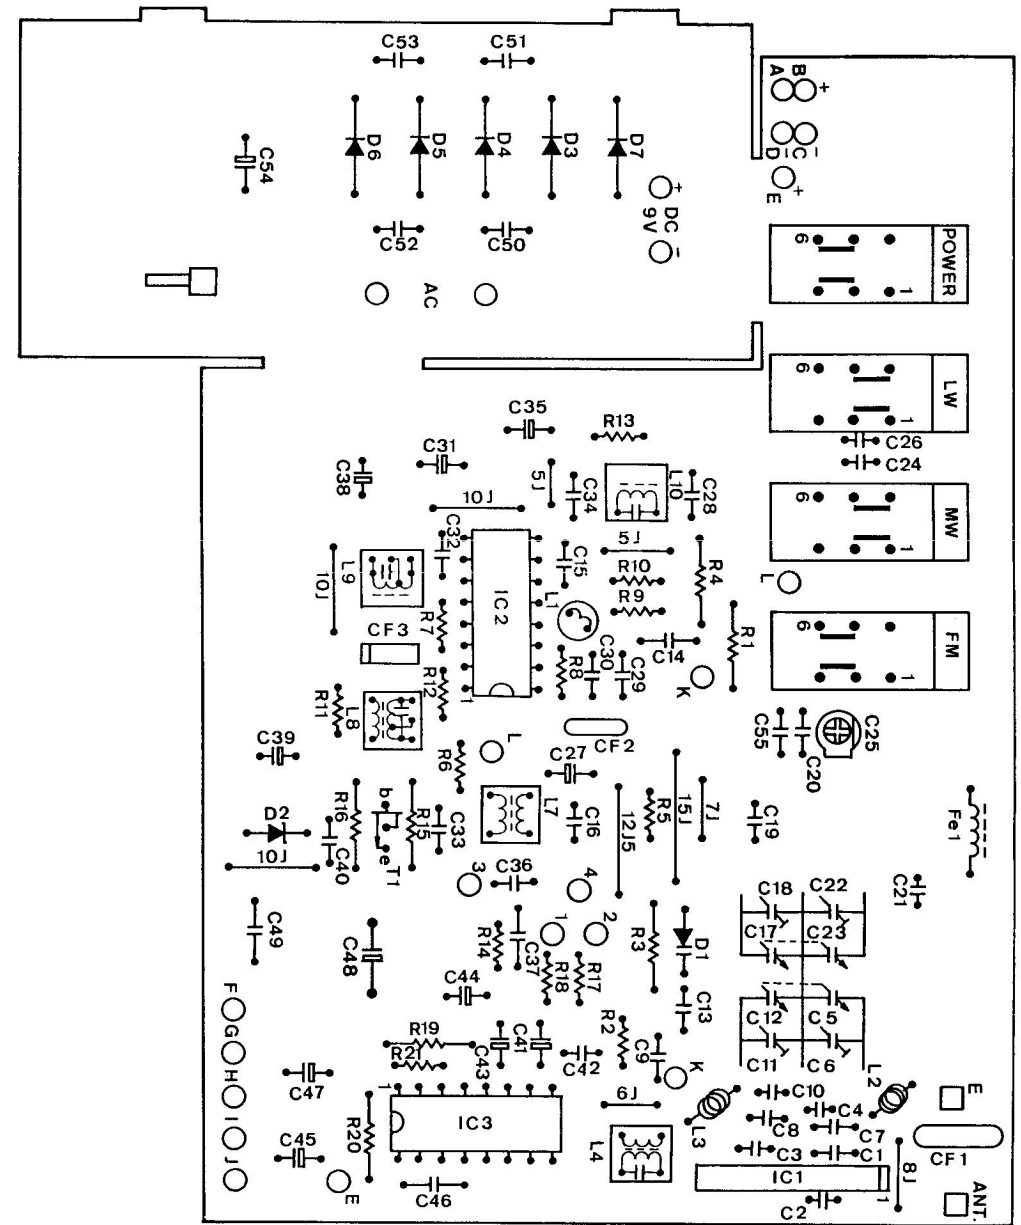 C53
C51
B
A
+
D6
D5
D4
D3
D7
C54
D
C
-
-
+
E
+
DC
9V
-
C52
C50
AC
6
1
POWER
6
1
LW
C26
C24
C35
R13
C31
C38
5J
C34
L10
C28
10J
6
1
MW
C32
5J
L9
10J
IC2
C15
R10
R4
L
L1
R9
R7
R1
CF3
6
1
FM
C14
R8
C30
C29
K
R12
1
R11
L8
C55
C20
C25
C39
R6
L
CF2
C27
L7
R16
b
e
T1
R15
C33
C16
12J5
R5
15J
7J
C19
Fe1
D2
C40
10J
3
C36
4
C21
C18
C22
C17
C23
C49
C48
R14
C37
1
2
R18
R17
R3
D1
C44
C13
C12
C5
F
G
H
I
J
R19
R21
C43
C41
C42
R2
C9
K
C11
C6
L2
C47
1
IC3
6J
L3
C10
C4
E
C8
C7
C45
R20
L4
C3
C1
CF1
E
C46
IC1
1
8J
C2
ANT.